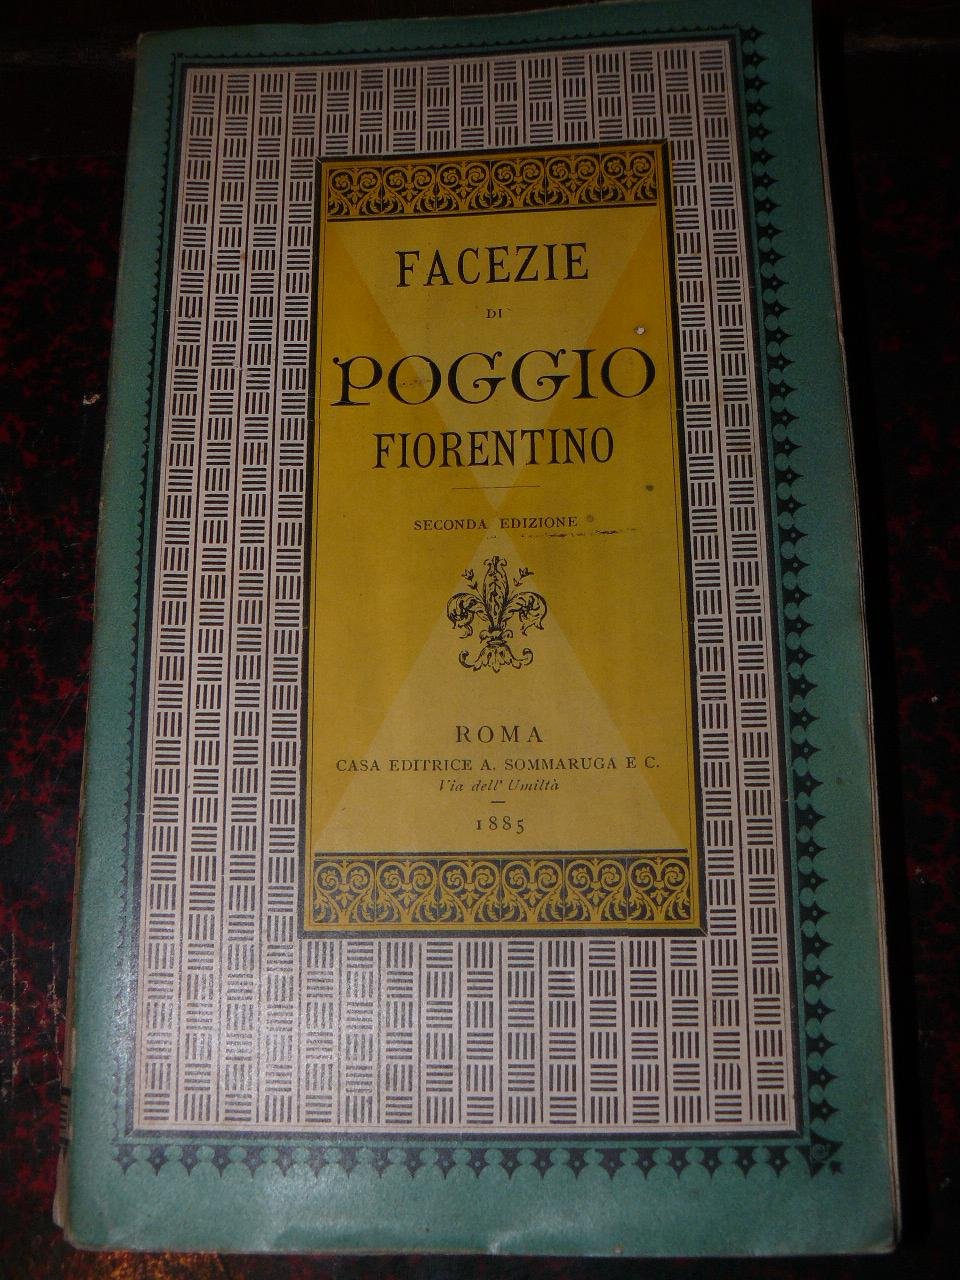 FACEZIE
DI
POGGIO
FIORENTINO
SECONDA EDIZIONE
ROMA
CASA EDITRICE A. SOMMARUGA E C.
Via dell' Umiltà
1885